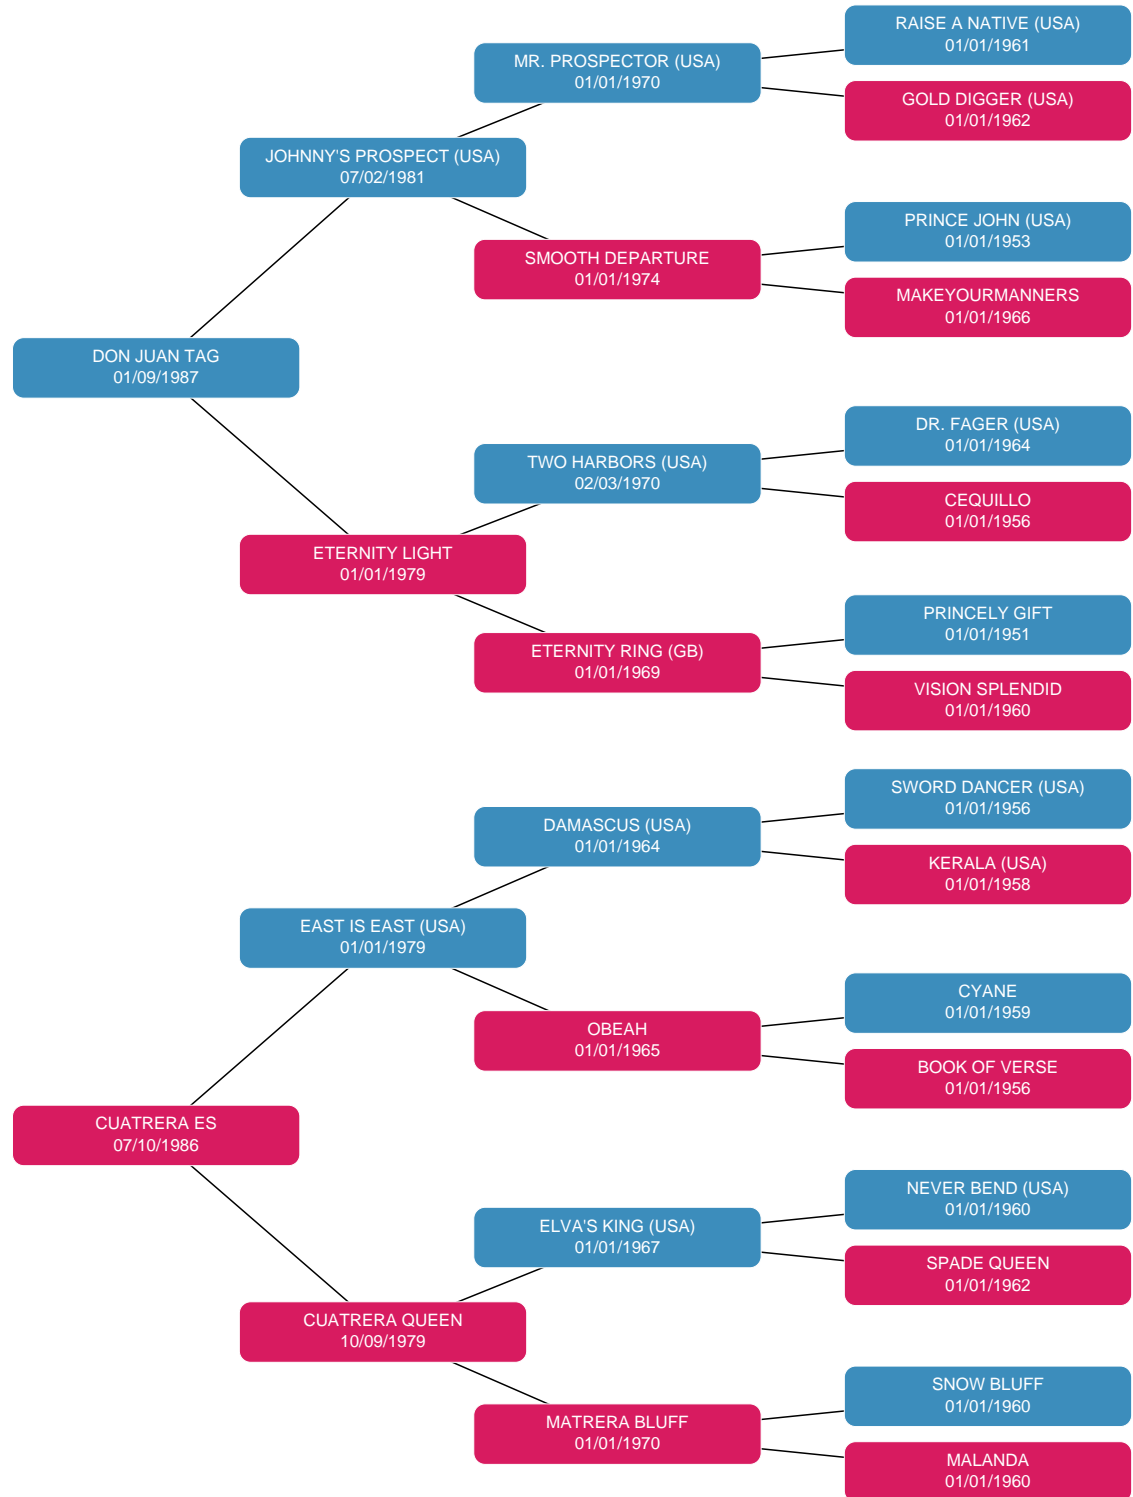 RAISE A NATIVE (USA)
01/01/1961
MR. PROSPECTOR (USA)
01/01/1970
GOLD DIGGER (USA)
01/01/1962
JOHNNY'S PROSPECT (USA)
07/02/1981
PRINCE JOHN (USA)
01/01/1953
SMOOTH DEPARTURE
01/01/1974
MAKEYOURMANNERS
01/01/1966
DON JUAN TAG
01/09/1987
DR. FAGER (USA)
01/01/1964
TWO HARBORS (USA)
02/03/1970
CEQUILLO
01/01/1956
ETERNITY LIGHT
01/01/1979
PRINCELY GIFT
01/01/1951
ETERNITY RING (GB)
01/01/1969
VISION SPLENDID
01/01/1960
SWORD DANCER (USA)
01/01/1956
DAMASCUS (USA)
01/01/1964
KERALA (USA)
01/01/1958
EAST IS EAST (USA)
01/01/1979
CYANE
01/01/1959
OBEAH
01/01/1965
BOOK OF VERSE
01/01/1956
CUATRERA ES
07/10/1986
NEVER BEND (USA)
01/01/1960
ELVA'S KING (USA)
01/01/1967
SPADE QUEEN
01/01/1962
CUATRERA QUEEN
10/09/1979
SNOW BLUFF
01/01/1960
MATRERA BLUFF
01/01/1970
MALANDA
01/01/1960